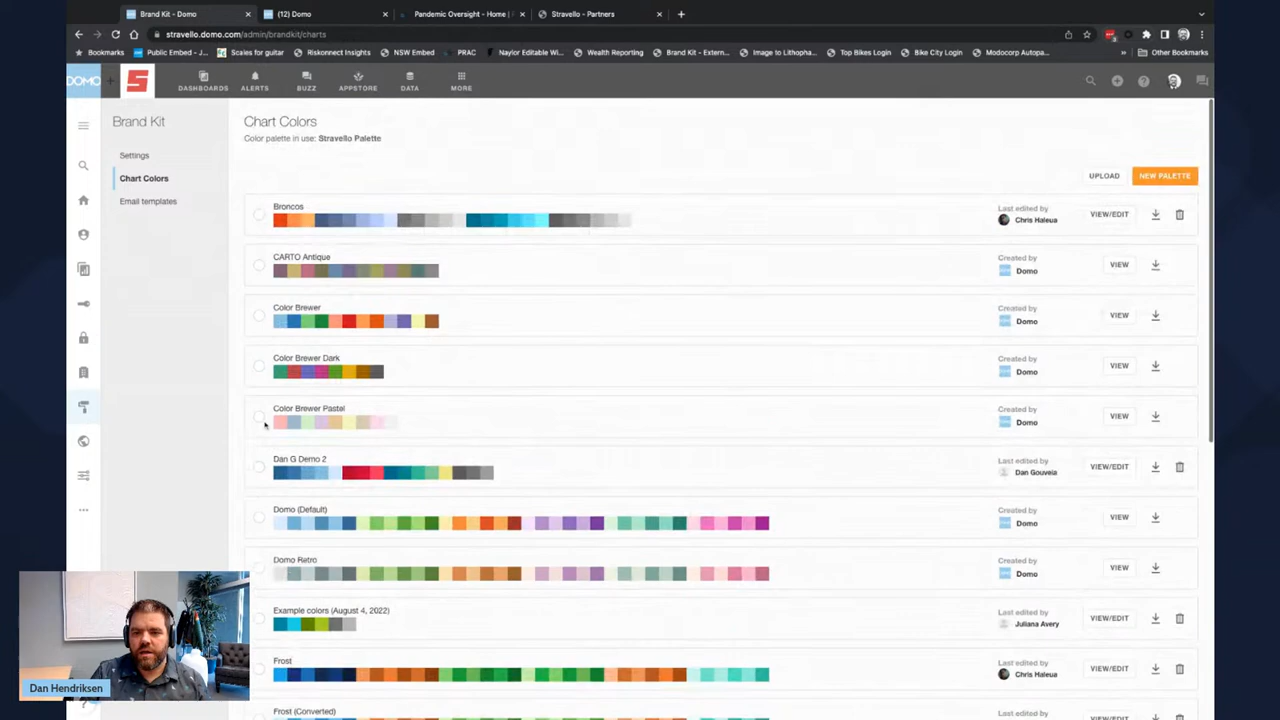 Brand Kit - Domo
(12) Domo
Pandemic Oversight - Home |
Stravello - Partners
stravello.domo.com/admin/brandkit/charts
Bookmarks
Public Embed - J...
Scales for guitar
Riskonnect Insights
NSW Embed
PRAC
Naylor Editable Wi...
Wealth Reporting
Brand Kit - Extern...
Image to Lithopha...
Top Bikes Login
Ska City Login
Modocorp Autopa...
Other Bookmarks
DOMO
S
DASHBOARDS
ALERTS
BUZZ
APPSTORE
DATA
MORE
Brand Kit
Settings
Chart Colors
Email templates
Chart Colors
Color palette in use: Stravello Palette
UPLOAD
NEW PALETTE
Broncos
Last edited by
Chris Haleua
VIEW/EDIT
CARTO Antique
Created by
Domo
VIEW
Color Brewer
Created by
Domo
VIEW
Color Brewer Dark
Created by
Domo
VIEW
Color Brewer Pastel
Created by
Domo
VIEW
Dan G Demo 2
Last edited by
Dan Gouveia
VIEW/EDIT
Domo (Default)
Created by
Domo
VIEW
Domo Retro
Created by
Domo
VIEW
Example colors (August 4, 2022)
Last edited by
Juliana Avery
VIEW/EDIT
Frost
Last edited by
Chris Haleua
VIEW/EDIT
Frost (Converted)
Last edited by
Dan Hendriksen